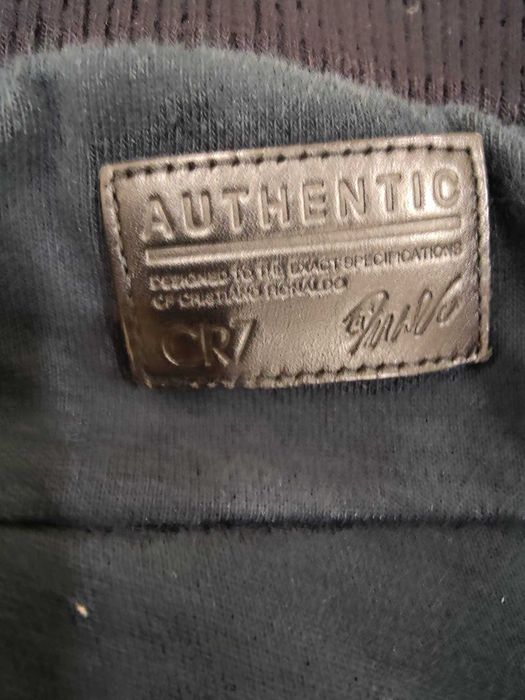 AUTHENTIC
DESIGNED TO THE EXACT SPECIFICATIONS
OF CRISTIANO RONALDO
CR7